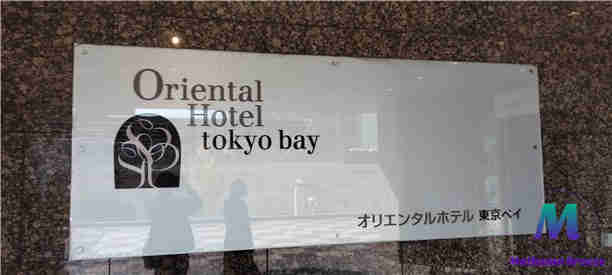 Oriental
Hotel
tokyo bay
オリエンタルホテル 東京ベイ
M